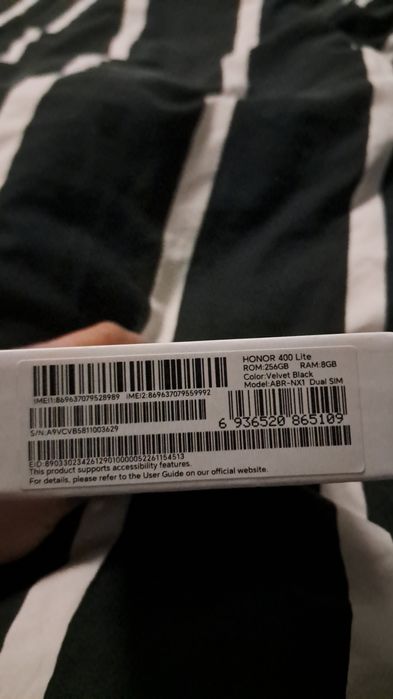 HONOR 400 Lite
ROM:256GB RAM:8GB
Color:Velvet Black
Model:ABR-NX1 Dual SIM
IMEI1:869637079528989 IMEI2:869637079559992
S/N:A9VCVB5811003629
6 936520 865109
EID:89033023426129010000052261154513
This product supports accessibility features.
For details, please refer to the User Guide on our official website.